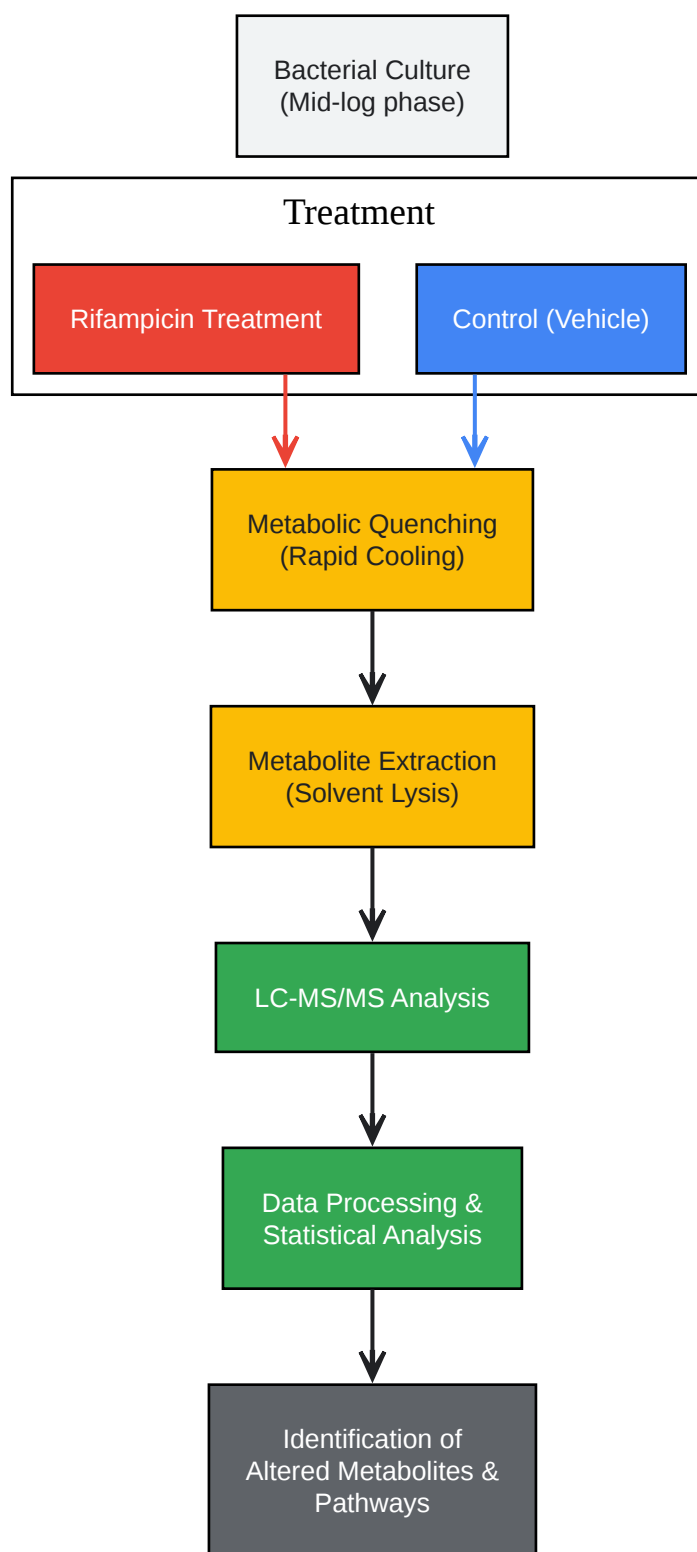 Bacterial Culture
(Mid-log phase)
Treatment
Rifampicin Treatment
Control (Vehicle)
Metabolic Quenching
(Rapid Cooling)
Metabolite Extraction
(Solvent Lysis)
LC-MS/MS Analysis
Data Processing &
Statistical Analysis
Identification of
Altered Metabolites &
Pathways